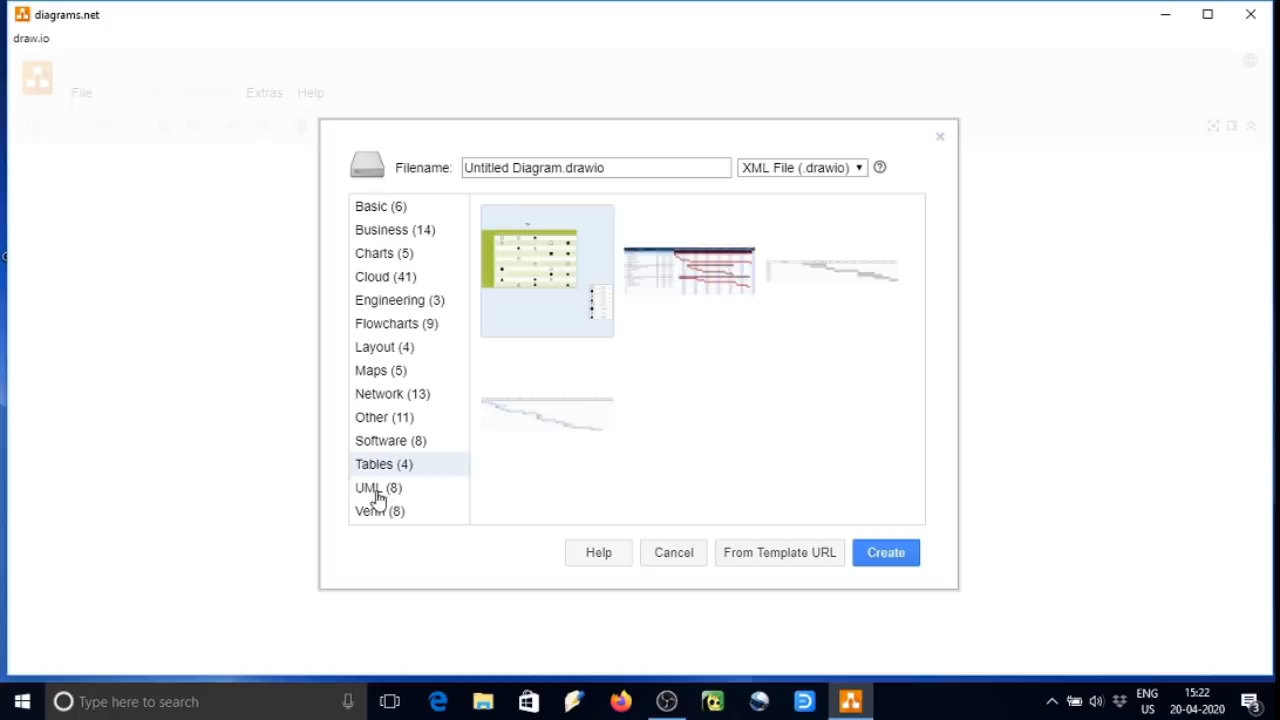 diagrams.net
draw.io
File
Extras
Help
Filename:
Untitled Diagram.drawio
XML File (.drawio)
Basic (6)
Business (14)
Charts (5)
Cloud (41)
Engineering (3)
Flowcharts (9)
Layout (4)
Maps (5)
Network (13)
Other (11)
Software (8)
Tables (4)
UML (8)
Venn (8)
Help
Cancel
From Template URL
Create
Type here to search
ENG
US
15:22
20-04-2020
3